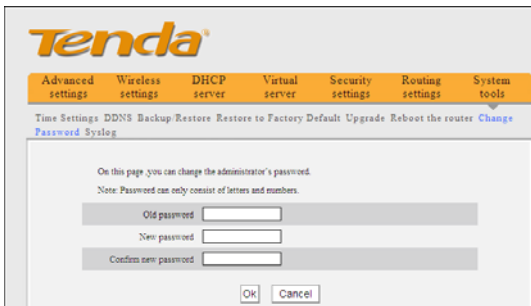 Tenda
Advanced settings Wireless settings DHCP server Virtual server Security settings Routing settings System tools
Time Settings DDNS Backup/Restore Restore to Factory Default Upgrade Reboot the router Change
Password Syslog
On this page ,you can change the administrator's password.
Note: Password can only consist of letters and numbers.
Old password
New password
Confirm new password
Ok Cancel